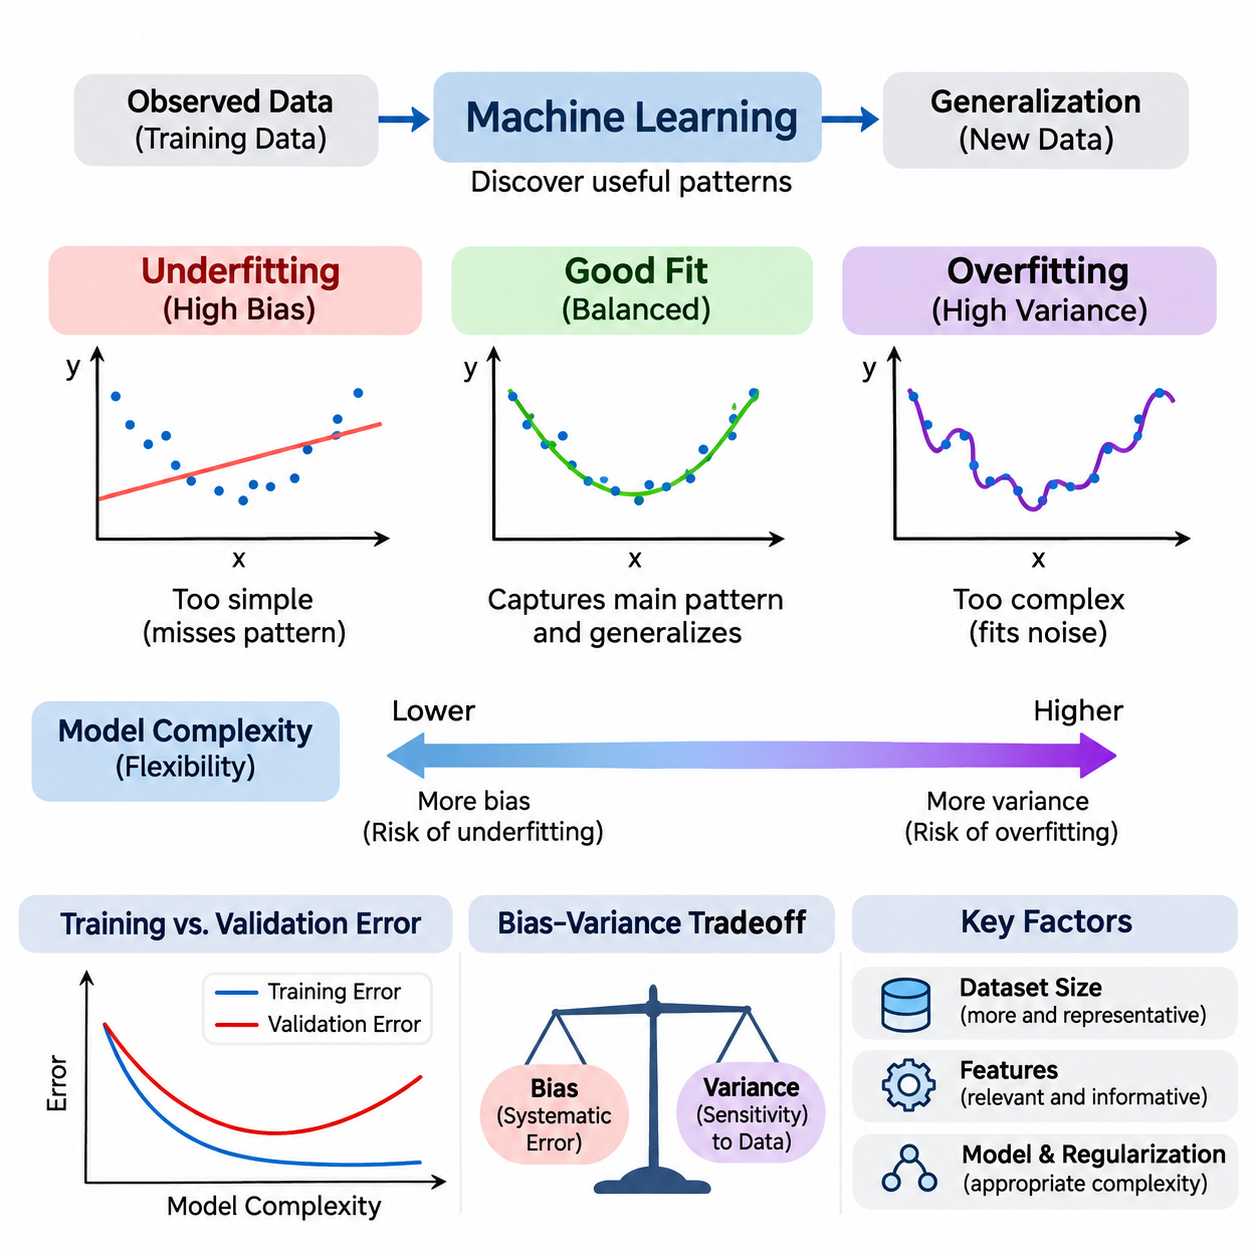 Observed Data
(Training Data)
Machine Learning
Discover useful patterns
Generalization
(New Data)
Underfitting
(High Bias)
Good Fit
(Balanced)
Overfitting
(High Variance)
y
x
y
x
y
x
Too simple
(misses pattern)
Captures main pattern
and generalizes
Too complex
(fits noise)
Model Complexity
(Flexibility)
Lower
Higher
More bias
(Risk of underfitting)
More variance
(Risk of overfitting)
Training vs. Validation Error
Training Error
Validation Error
Error
Model Complexity
Bias–Variance Tradeoff
Bias
(Systematic
Error)
Variance
(Sensitivity)
to Data)
Key Factors
Dataset Size
(more and representative)
Features
(relevant and informative)
Model & Regularization
(appropriate complexity)